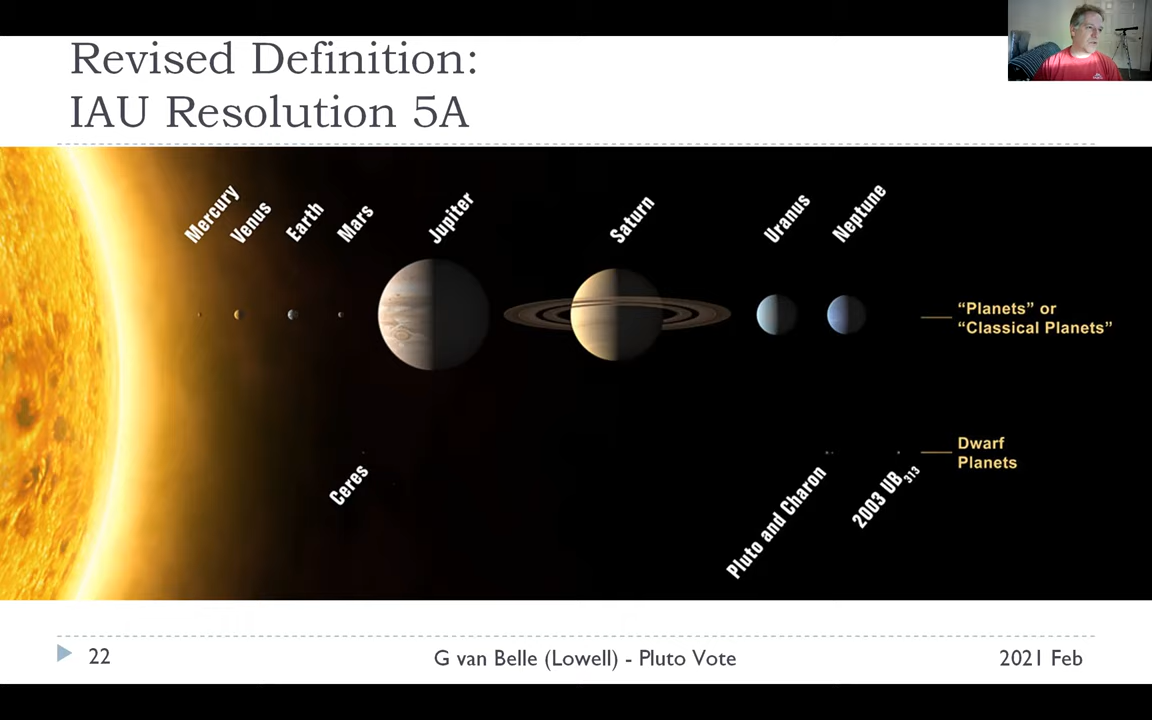 Revised Definition:
IAU Resolution 5A
Mercury
Venus
Earth
Mars
Jupiter
Saturn
Uranus
Neptune
“Planets” or
“Classical Planets”
Ceres
Pluto and Charon
2003 UB313
Dwarf
Planets
22
G van Belle (Lowell) - Pluto Vote
2021 Feb